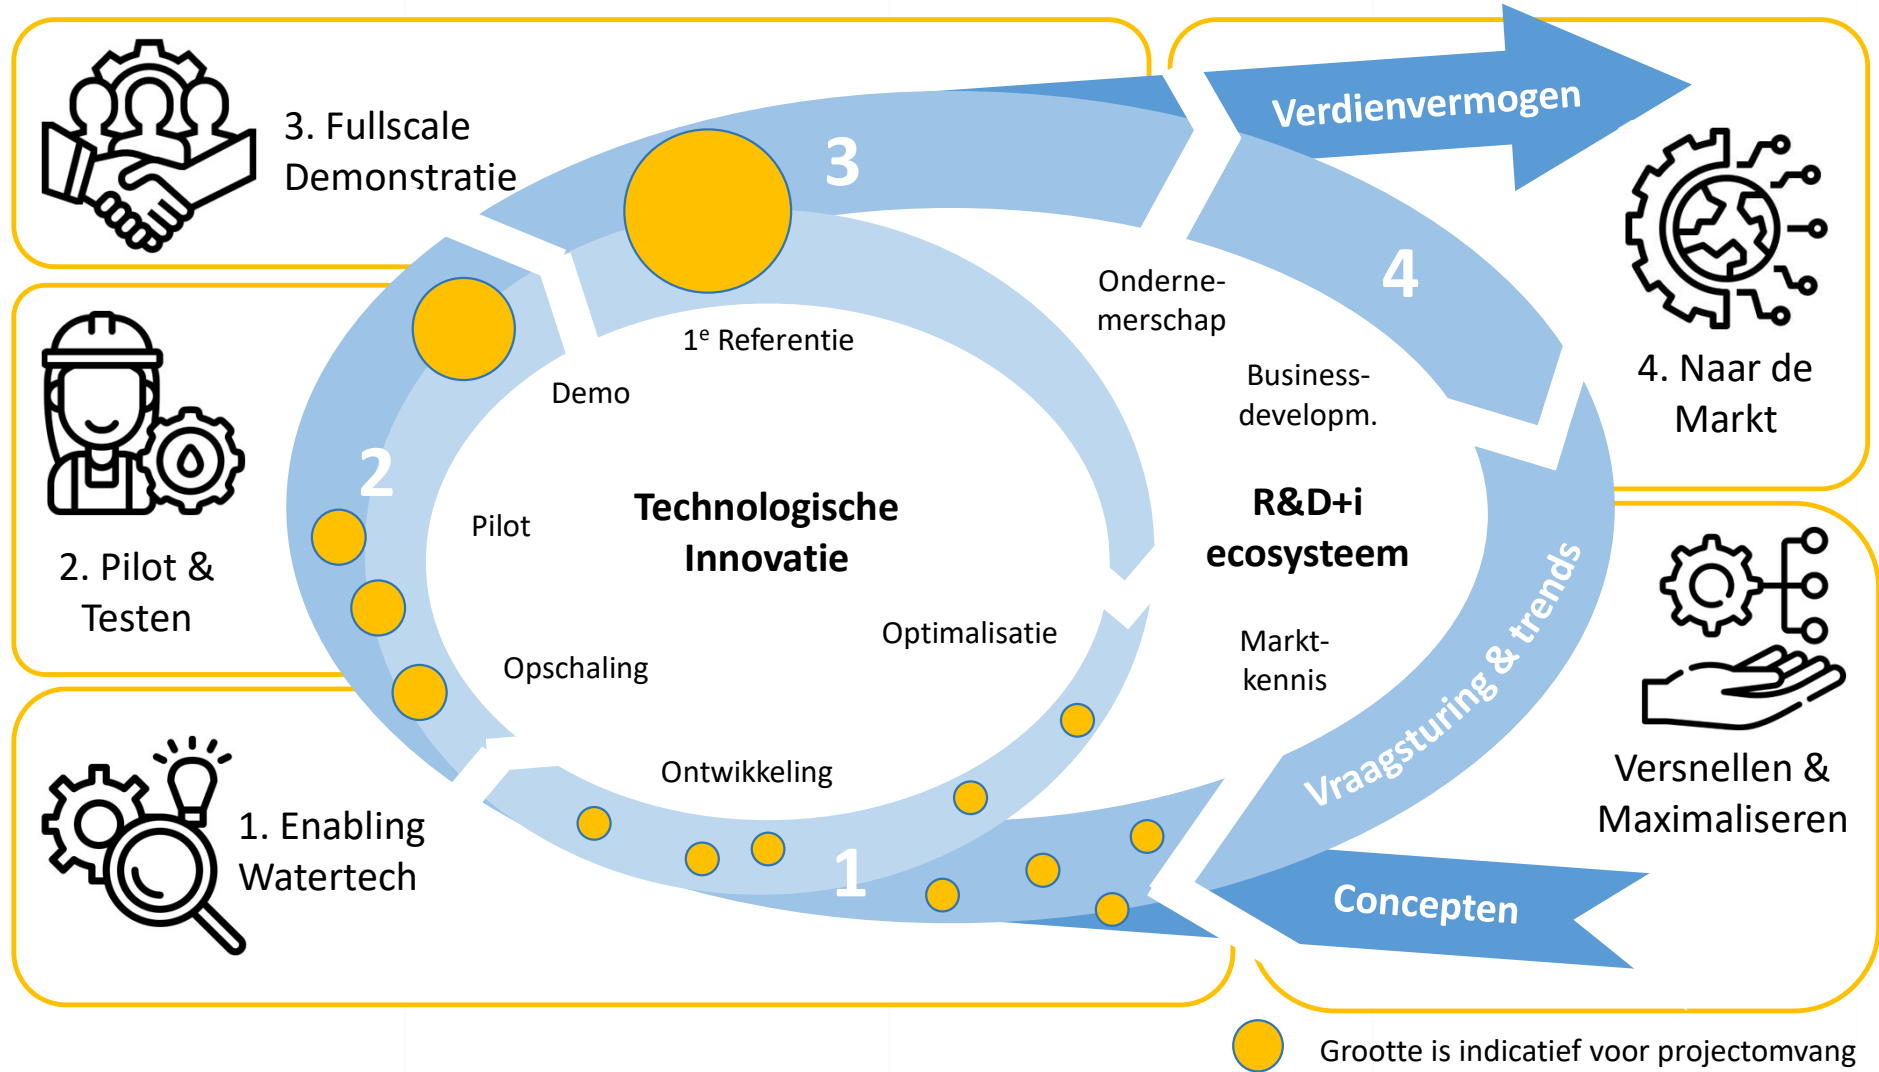 Verdienvermogen
3. Fullscale
Demonstratie
3
4
Onderne-
merschap
1e Referentie
Demo
Business-
developm.
4. Naar de
Markt
2
Pilot
Technologische
Innovatie
R&D+i
ecosysteem
2. Pilot &
Testen
Opschaling
Optimalisatie
Markt-
kennis
Vraagsturing & trends
Ontwikkeling
Versnellen &
Maximaliseren
1. Enabling
Watertech
1
Concepten
Grootte is indicatief voor projectomvang